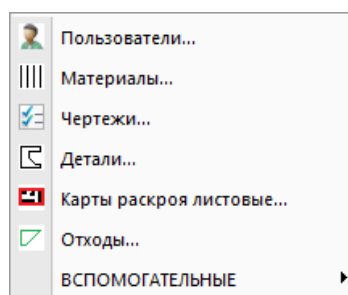 Пользователи...
Материалы...
Чертежи...
Детали...
Карты раскроя листовые...
Отходы...
ВСПОМОГАТЕЛЬНЫЕ